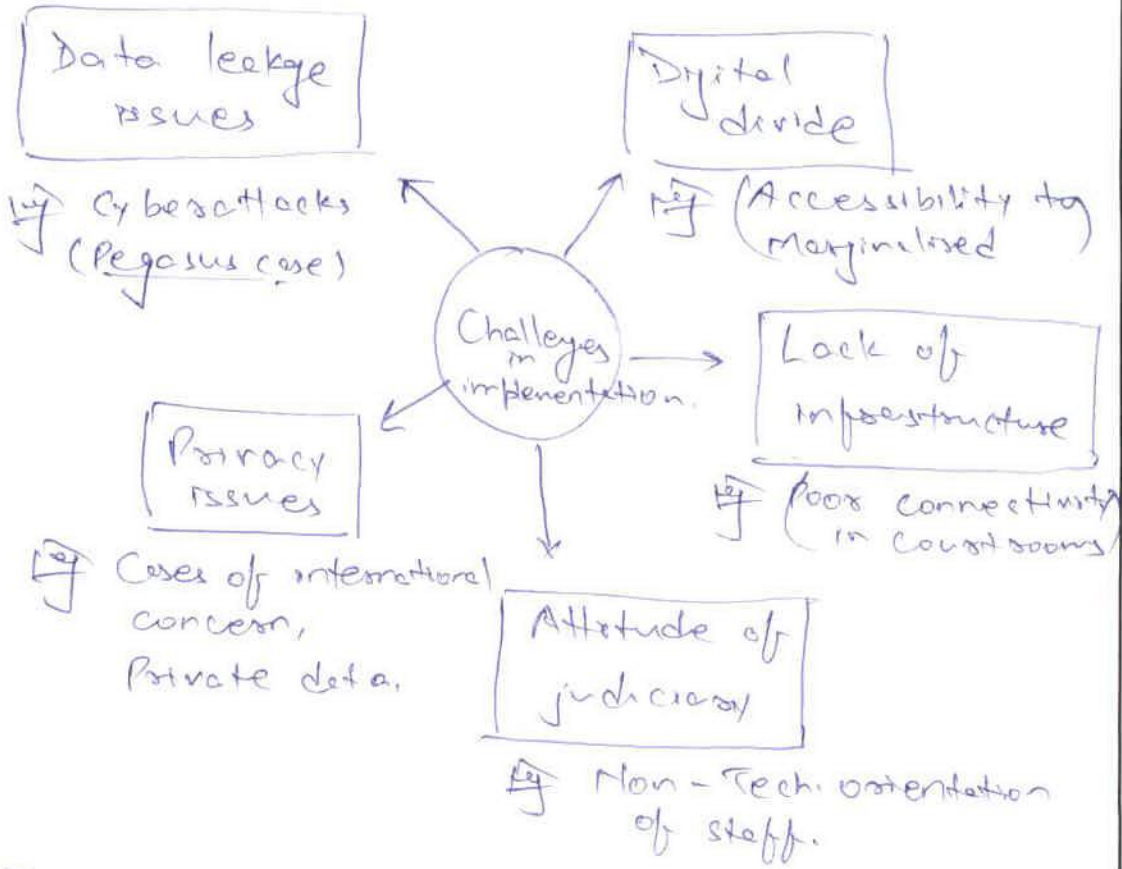 Data leekge
issues
eg Cyberattacks
(Pegasus case)
Digital
divide
eg (Accessibility to
marginalised)
Challeges
in
implementation.
Lack of
infrastructure
eg (Poor connectivity
in courtrooms)
Privacy
issues
eg Cases of international
concern,
Private data.
Attitude of
judiciary
eg Non-Tech. orientation
of staff.